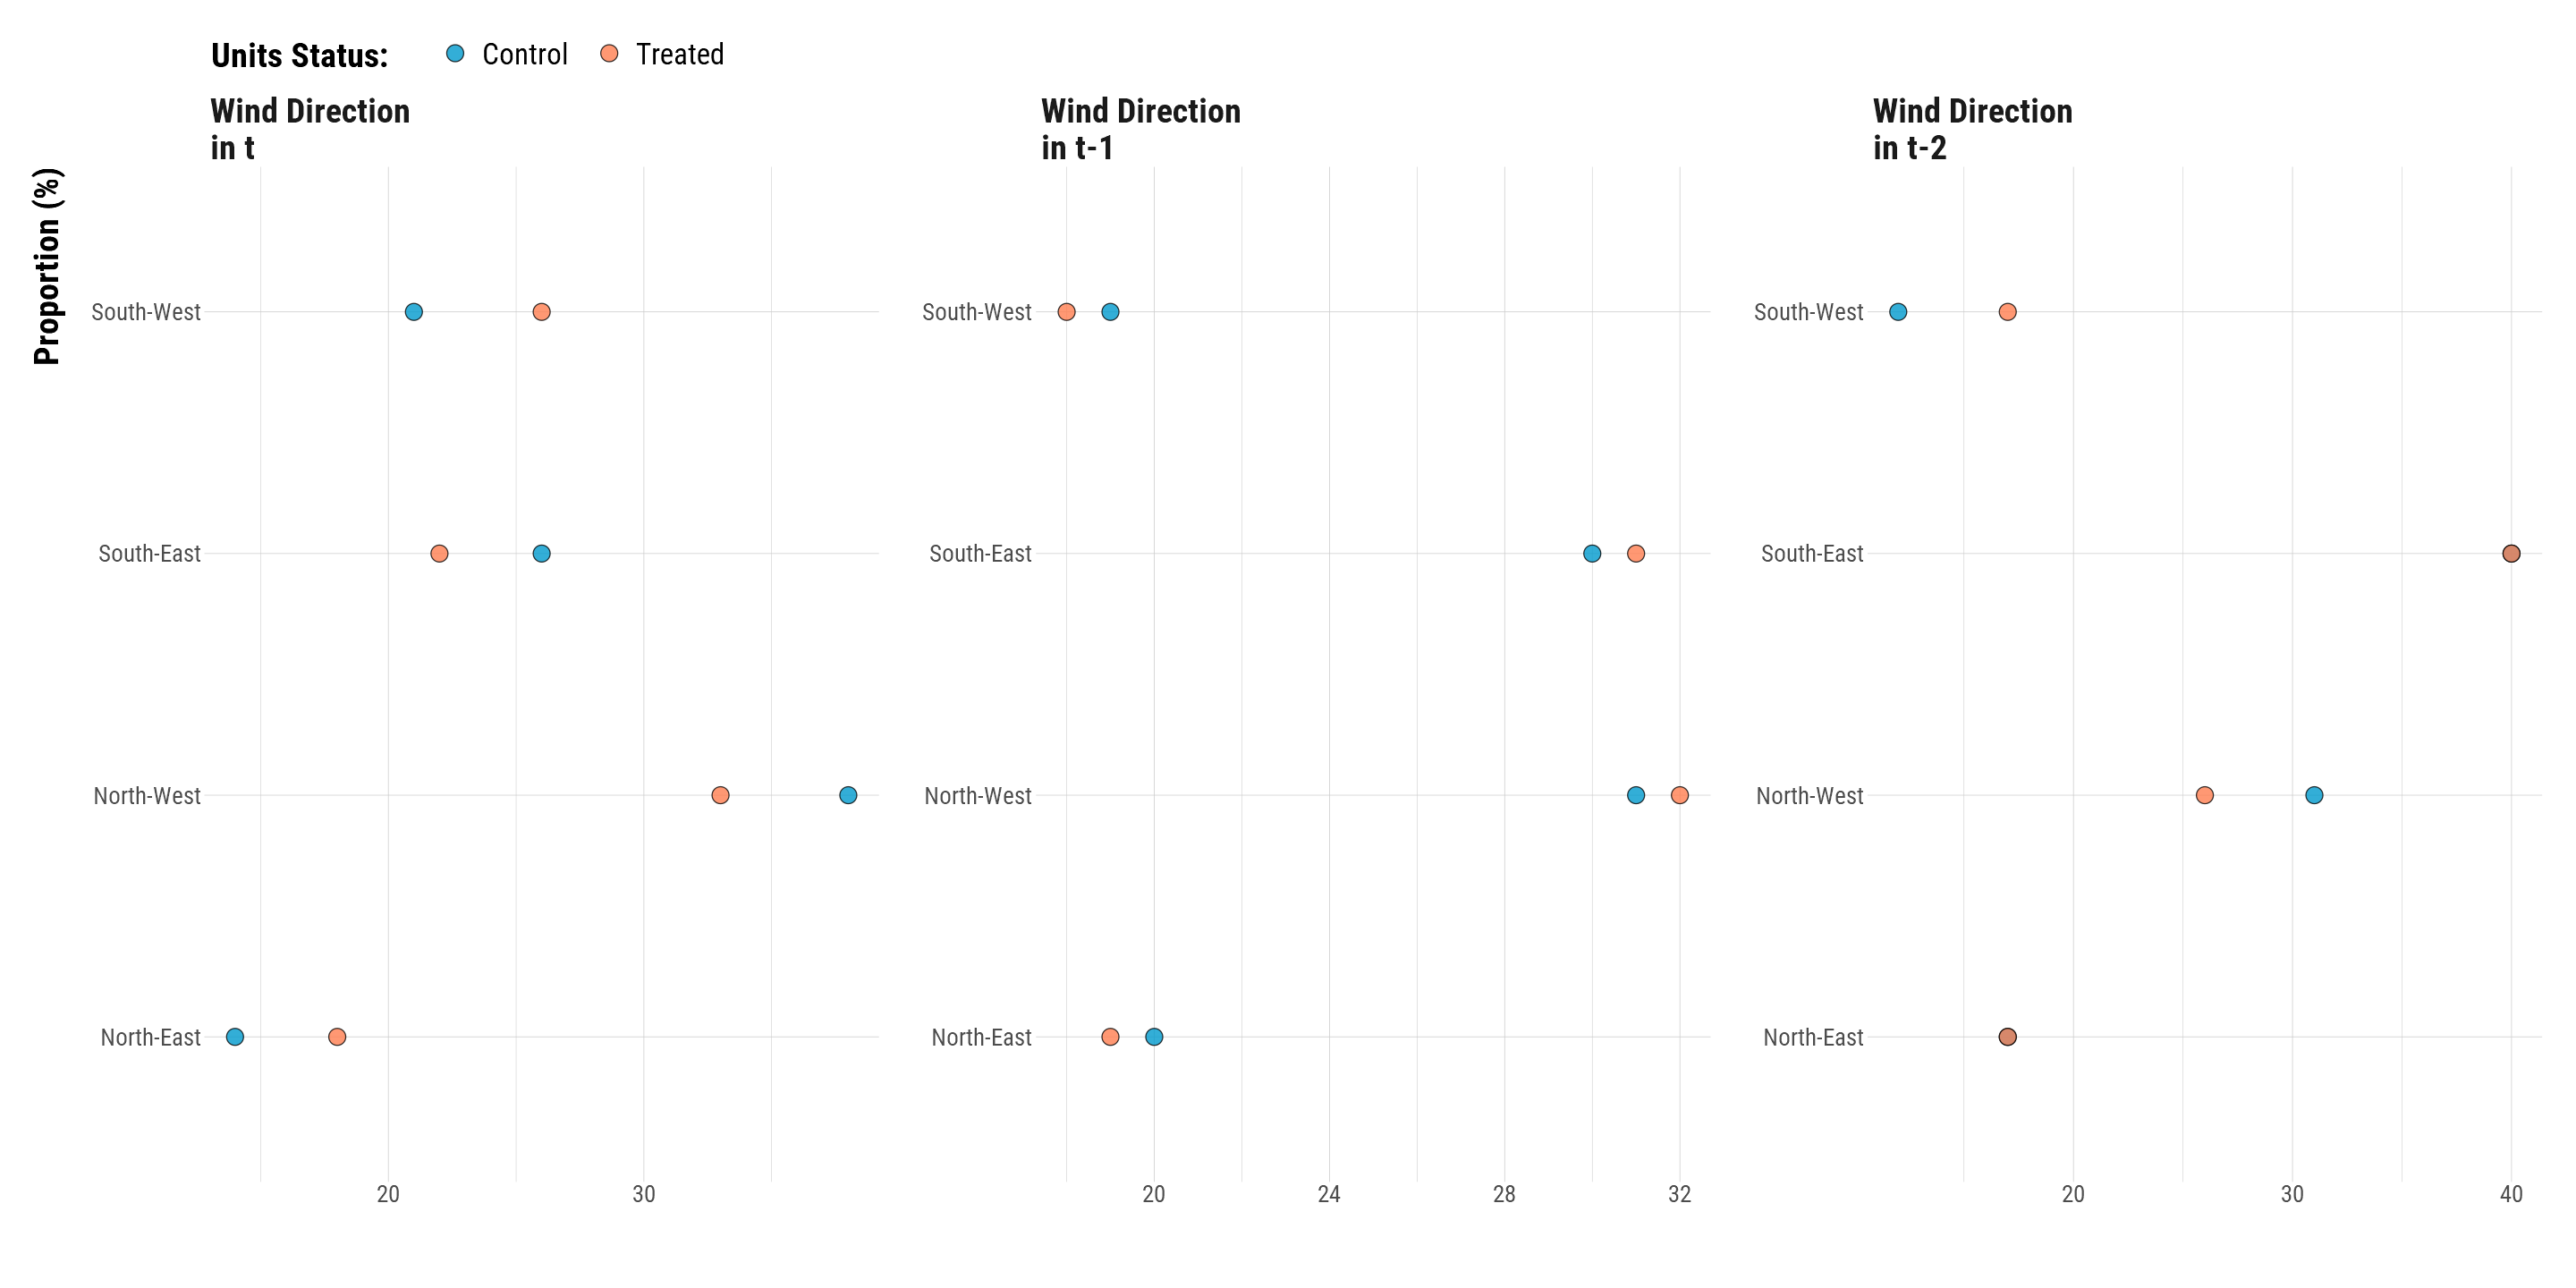 Units Status: Control Treated
Wind Direction
in t
Wind Direction
in t-1
Wind Direction
in t-2
Proportion (%)
South-West
South-East
North-West
North-East
20 30
South-West
South-East
North-West
North-East
20 24 28 32
South-West
South-East
North-West
North-East
20 30 40